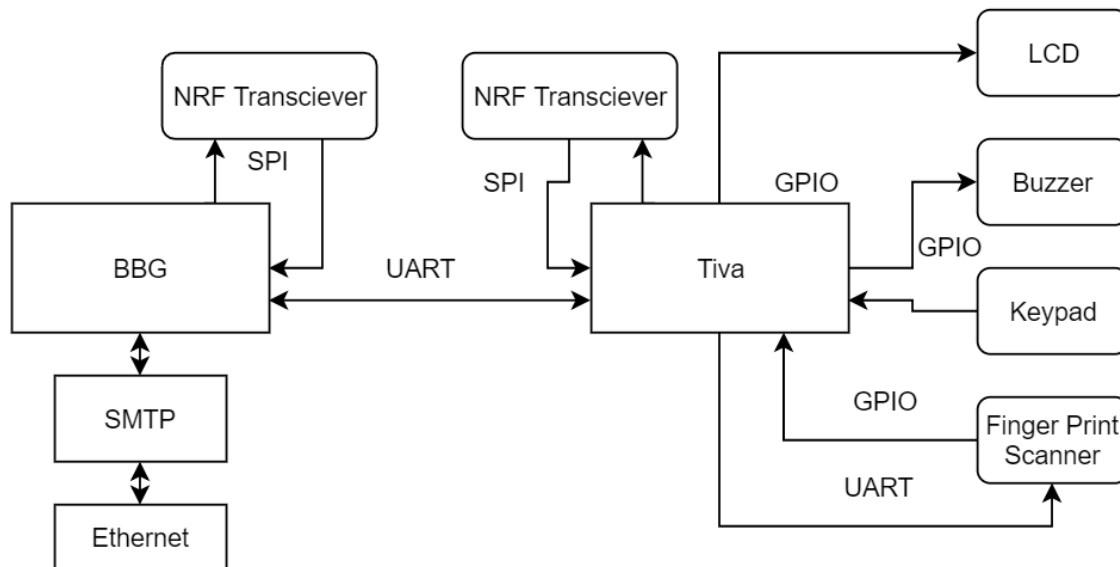 LCD
NRF Transciever
NRF Transciever
SPI
SPI
GPIO
Buzzer
GPIO
BBG
UART
Tiva
Keypad
SMTP
GPIO
Finger Print
Scanner
UART
Ethernet